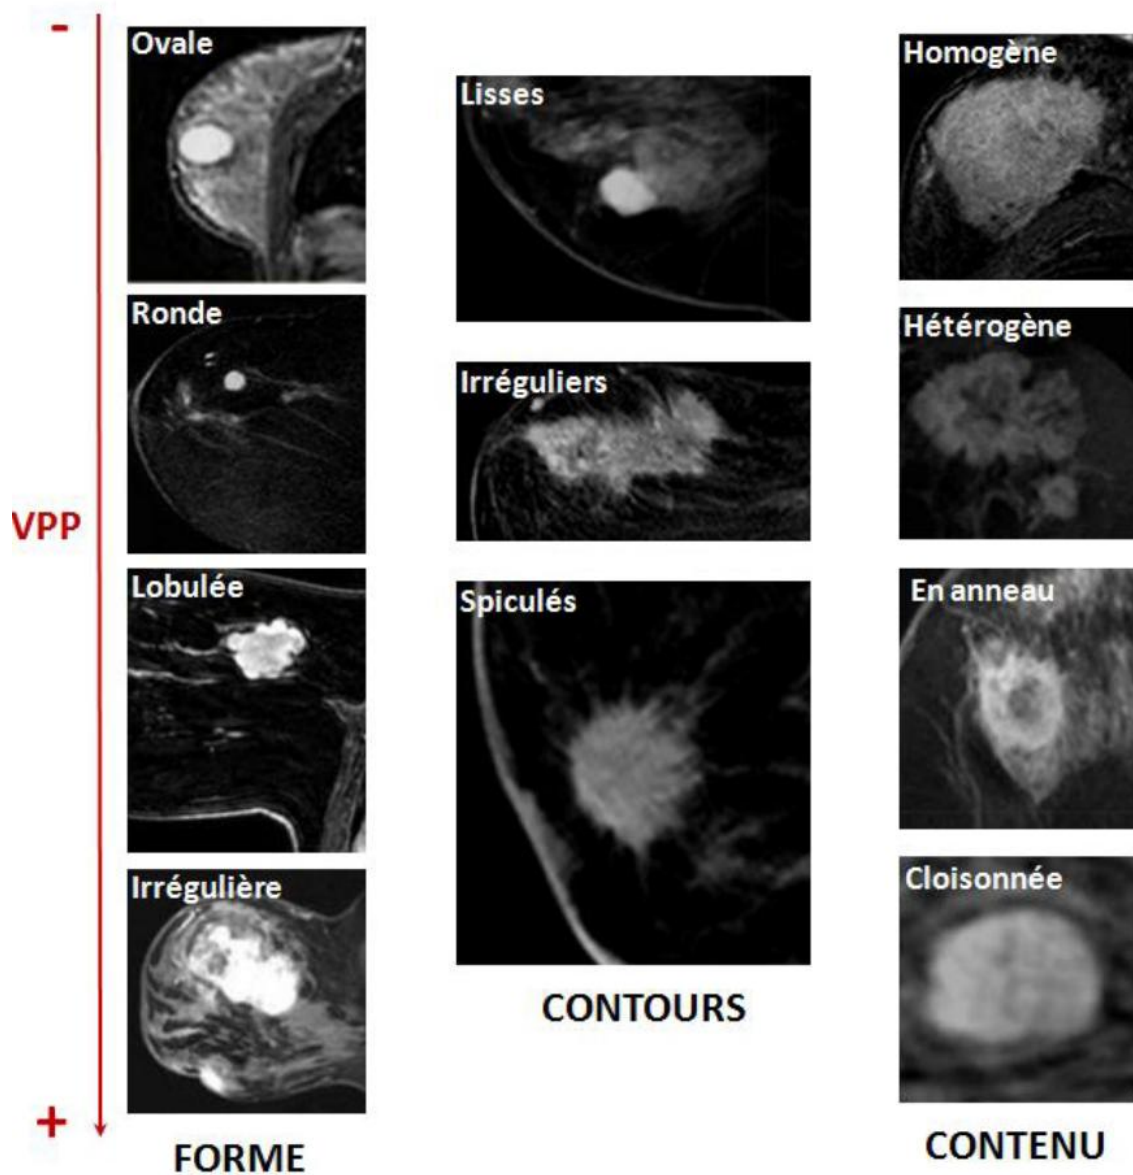 -
VPP
+
Ovale
Ronde
Lobulée
Irrégulière
FORME
Lisses
Irréguliers
Spiculés
CONTOURS
Homogène
Hétérogène
En anneau
Cloisonnée
CONTENU